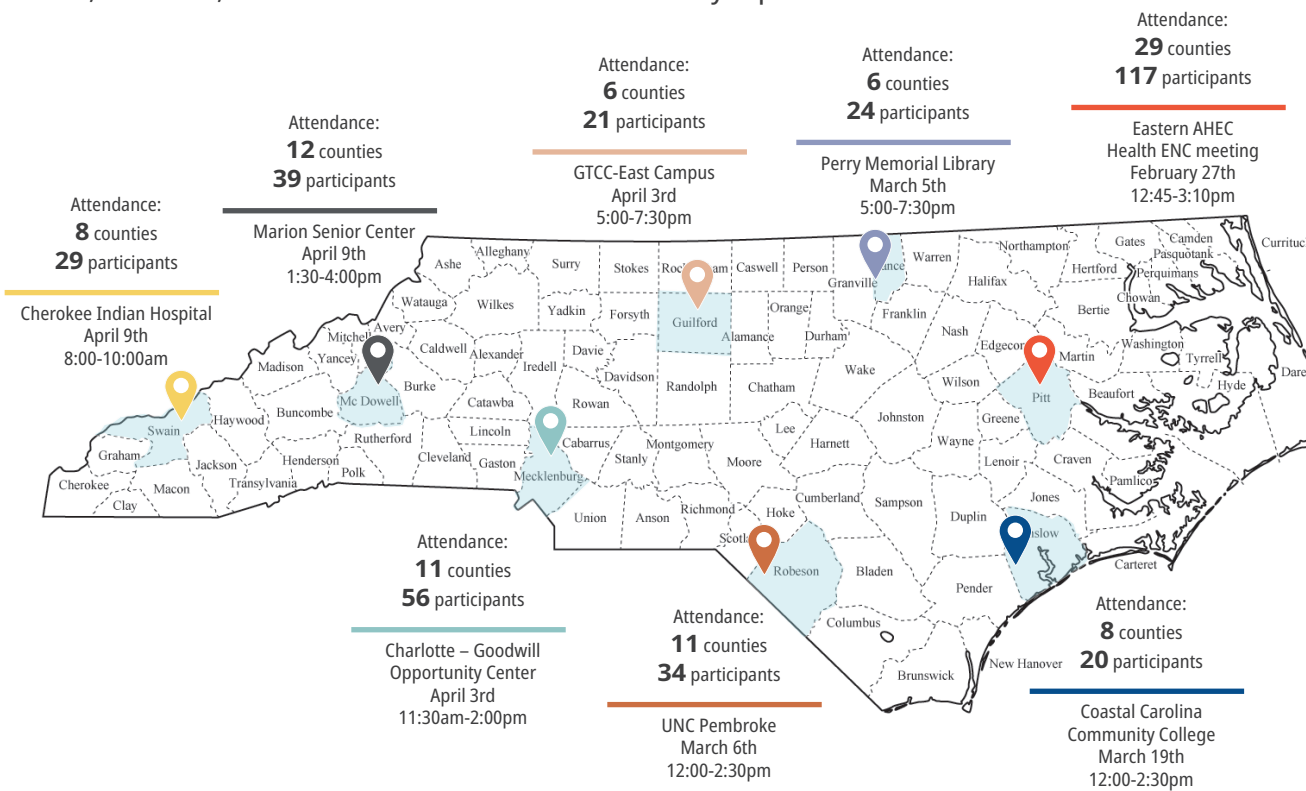 Attendance:
29 counties
117 participants
Eastern AHEC
Health ENC meeting
February 27th
12:45-3:10pm
Attendance:
6 counties
24 participants
Perry Memorial Library
March 5th
5:00-7:30pm
Attendance:
6 counties
21 participants
GTCC-East Campus
April 3rd
5:00-7:30pm
Attendance:
12 counties
39 participants
Marion Senior Center
April 9th
1:30-4:00pm
Attendance:
8 counties
29 participants
Cherokee Indian Hospital
April 9th
8:00-10:00am
Ashe
Alleghany
Surry
Stokes
Caswell
Person
Granville
Warren
Northampton
Gates
Camden
Pasquotank
Perquimans
Hertford
Halifax
Chowan
Bertie
Watauga
Wilkes
Yadkin
Forsyth
Guilford
Alamance
Orange
Durham
Franklin
Nash
Martin
Washington
Tyrrell
Dare
Mitchell
Avery
Yancey
Madison
Caldwell
Alexander
Iredell
Davie
Davidson
Randolph
Chatham
Wake
Wilson
Pitt
Beaufort
Hyde
Mc Dowell
Burke
Catawba
Rowan
Buncombe
Haywood
Swain
Graham
Jackson
Rutherford
Lincoln
Cabarrus
Stanly
Montgomery
Lee
Moore
Harnett
Johnston
Greene
Wayne
Lenoir
Craven
Pamlico
Cherokee
Clay
Macon
Transylvania
Henderson
Polk
Cleveland
Gaston
Mecklenburg
Union
Anson
Richmond
Hoke
Cumberland
Sampson
Duplin
Jones
Robeson
Bladen
Pender
Carteret
Columbus
Brunswick
New Hanover
Attendance:
11 counties
56 participants
Charlotte – Goodwill
Opportunity Center
April 3rd
11:30am-2:00pm
Attendance:
11 counties
34 participants
UNC Pembroke
March 6th
12:00-2:30pm
Attendance:
8 counties
20 participants
Coastal Carolina
Community College
March 19th
12:00-2:30pm